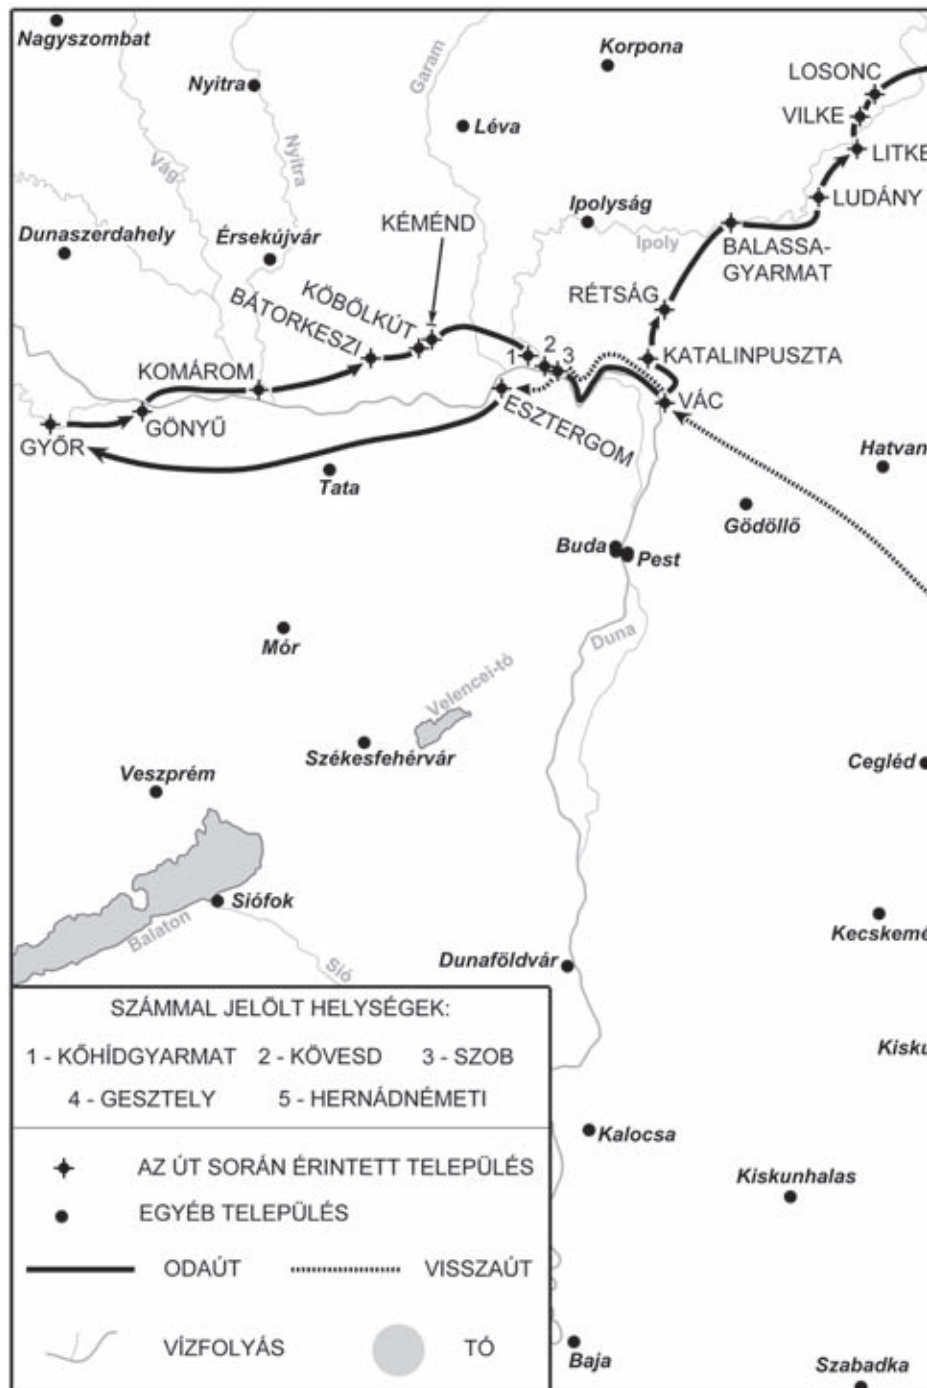 Nagyszombat
Korpona
Garam
LOSONC
Nyitra
VILKE
Léva
Nyitra
Vág
LITKE
Ipolyság
LUDÁNY
KÉMÉND
Dunaszerdahely
Érsekújvár
Ipoly
BALASSA-
GYARMAT
KÖBÖLKÚT
RÉTSÁG
BÁTORKESZI
1
2
3
KATALINPUSZTA
KOMÁROM
VÁC
ESZTERGOM
GÖNYŰ
GYŐR
Hatvan
Tata
Gödöllő
Buda
Pest
Mór
Duna
Velencei-tó
Székesfehérvár
Cegléd
Veszprém
Siófok
Balaton
Kecskemé
Dunaföldvár
Sió
SZÁMMAL JELÖLT HELYSÉGEK:
1 - KŐHÍDGYARMAT 2 - KÖVESD 3 - SZOB
4 - GESZTELY 5 - HERNÁDNÉMETI
Kisku
AZ ÚT SORÁN ÉRINTETT TELEPÜLÉS
EGYÉB TELEPÜLÉS
ODAÚT VISSZAÚT
VÍZFOLYÁS TÓ
Kalocsa
Kiskunhalas
Baja
Szabadka